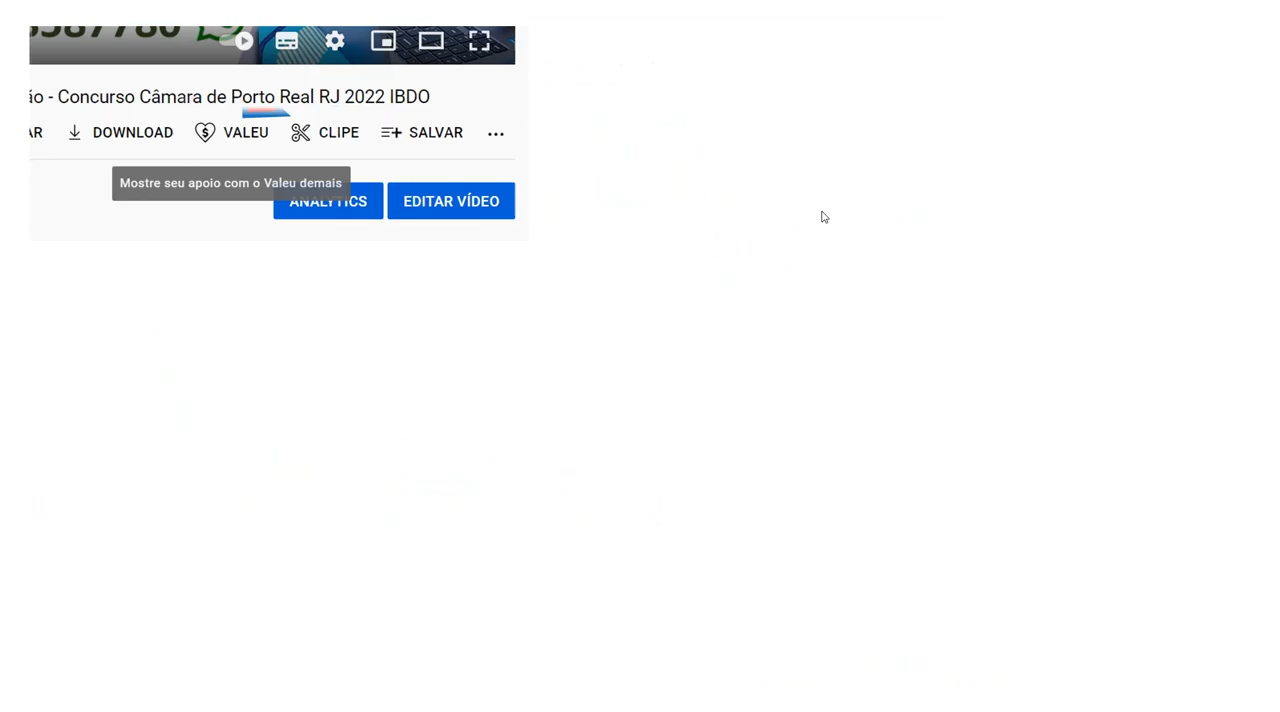 ão - Concurso Câmara de Porto Real RJ 2022 IBDO
AR DOWNLOAD VALEU CLIPE SALVAR ...
Mostre seu apoio com o Valeu demais
ANALYTICS EDITAR VÍDEO